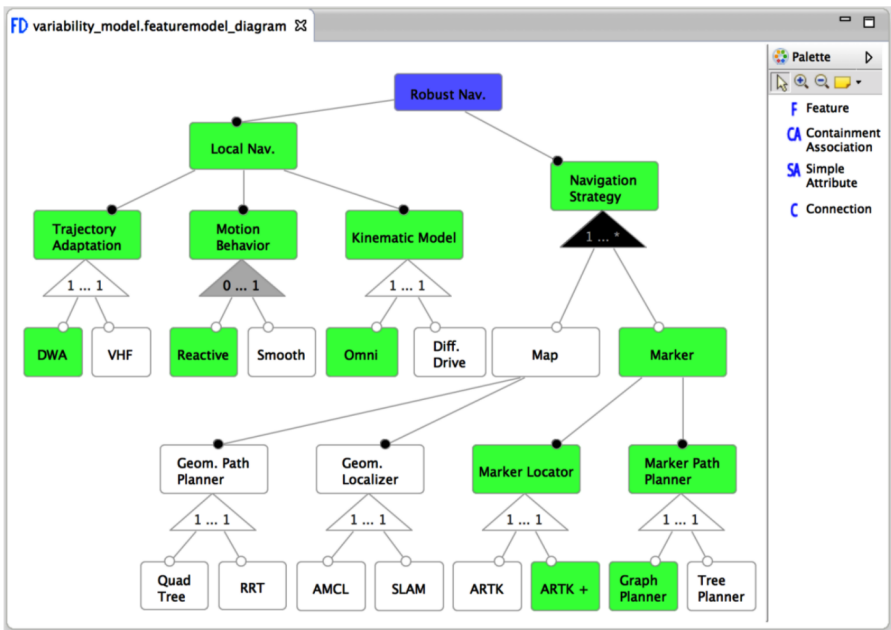 FD variability_model.featuremodel_diagram
Palette
F Feature
CA Containment
Association
SA Simple
Attribute
C Connection
Robust Nav.
Local Nav.
Navigation
Strategy
1 ... *
Trajectory
Adaptation
Motion
Behavior
Kinematic Model
1 ... 1
0 ... 1
1 ... 1
DWA
VHF
Reactive
Smooth
Omni
Diff.
Drive
Map
Marker
Geom. Path
Planner
Geom.
Localizer
Marker Locator
Marker Path
Planner
1 ... 1
1 ... 1
1 ... 1
1 ... 1
Quad
Tree
RRT
AMCL
SLAM
ARTK
ARTK +
Graph
Planner
Tree
Planner